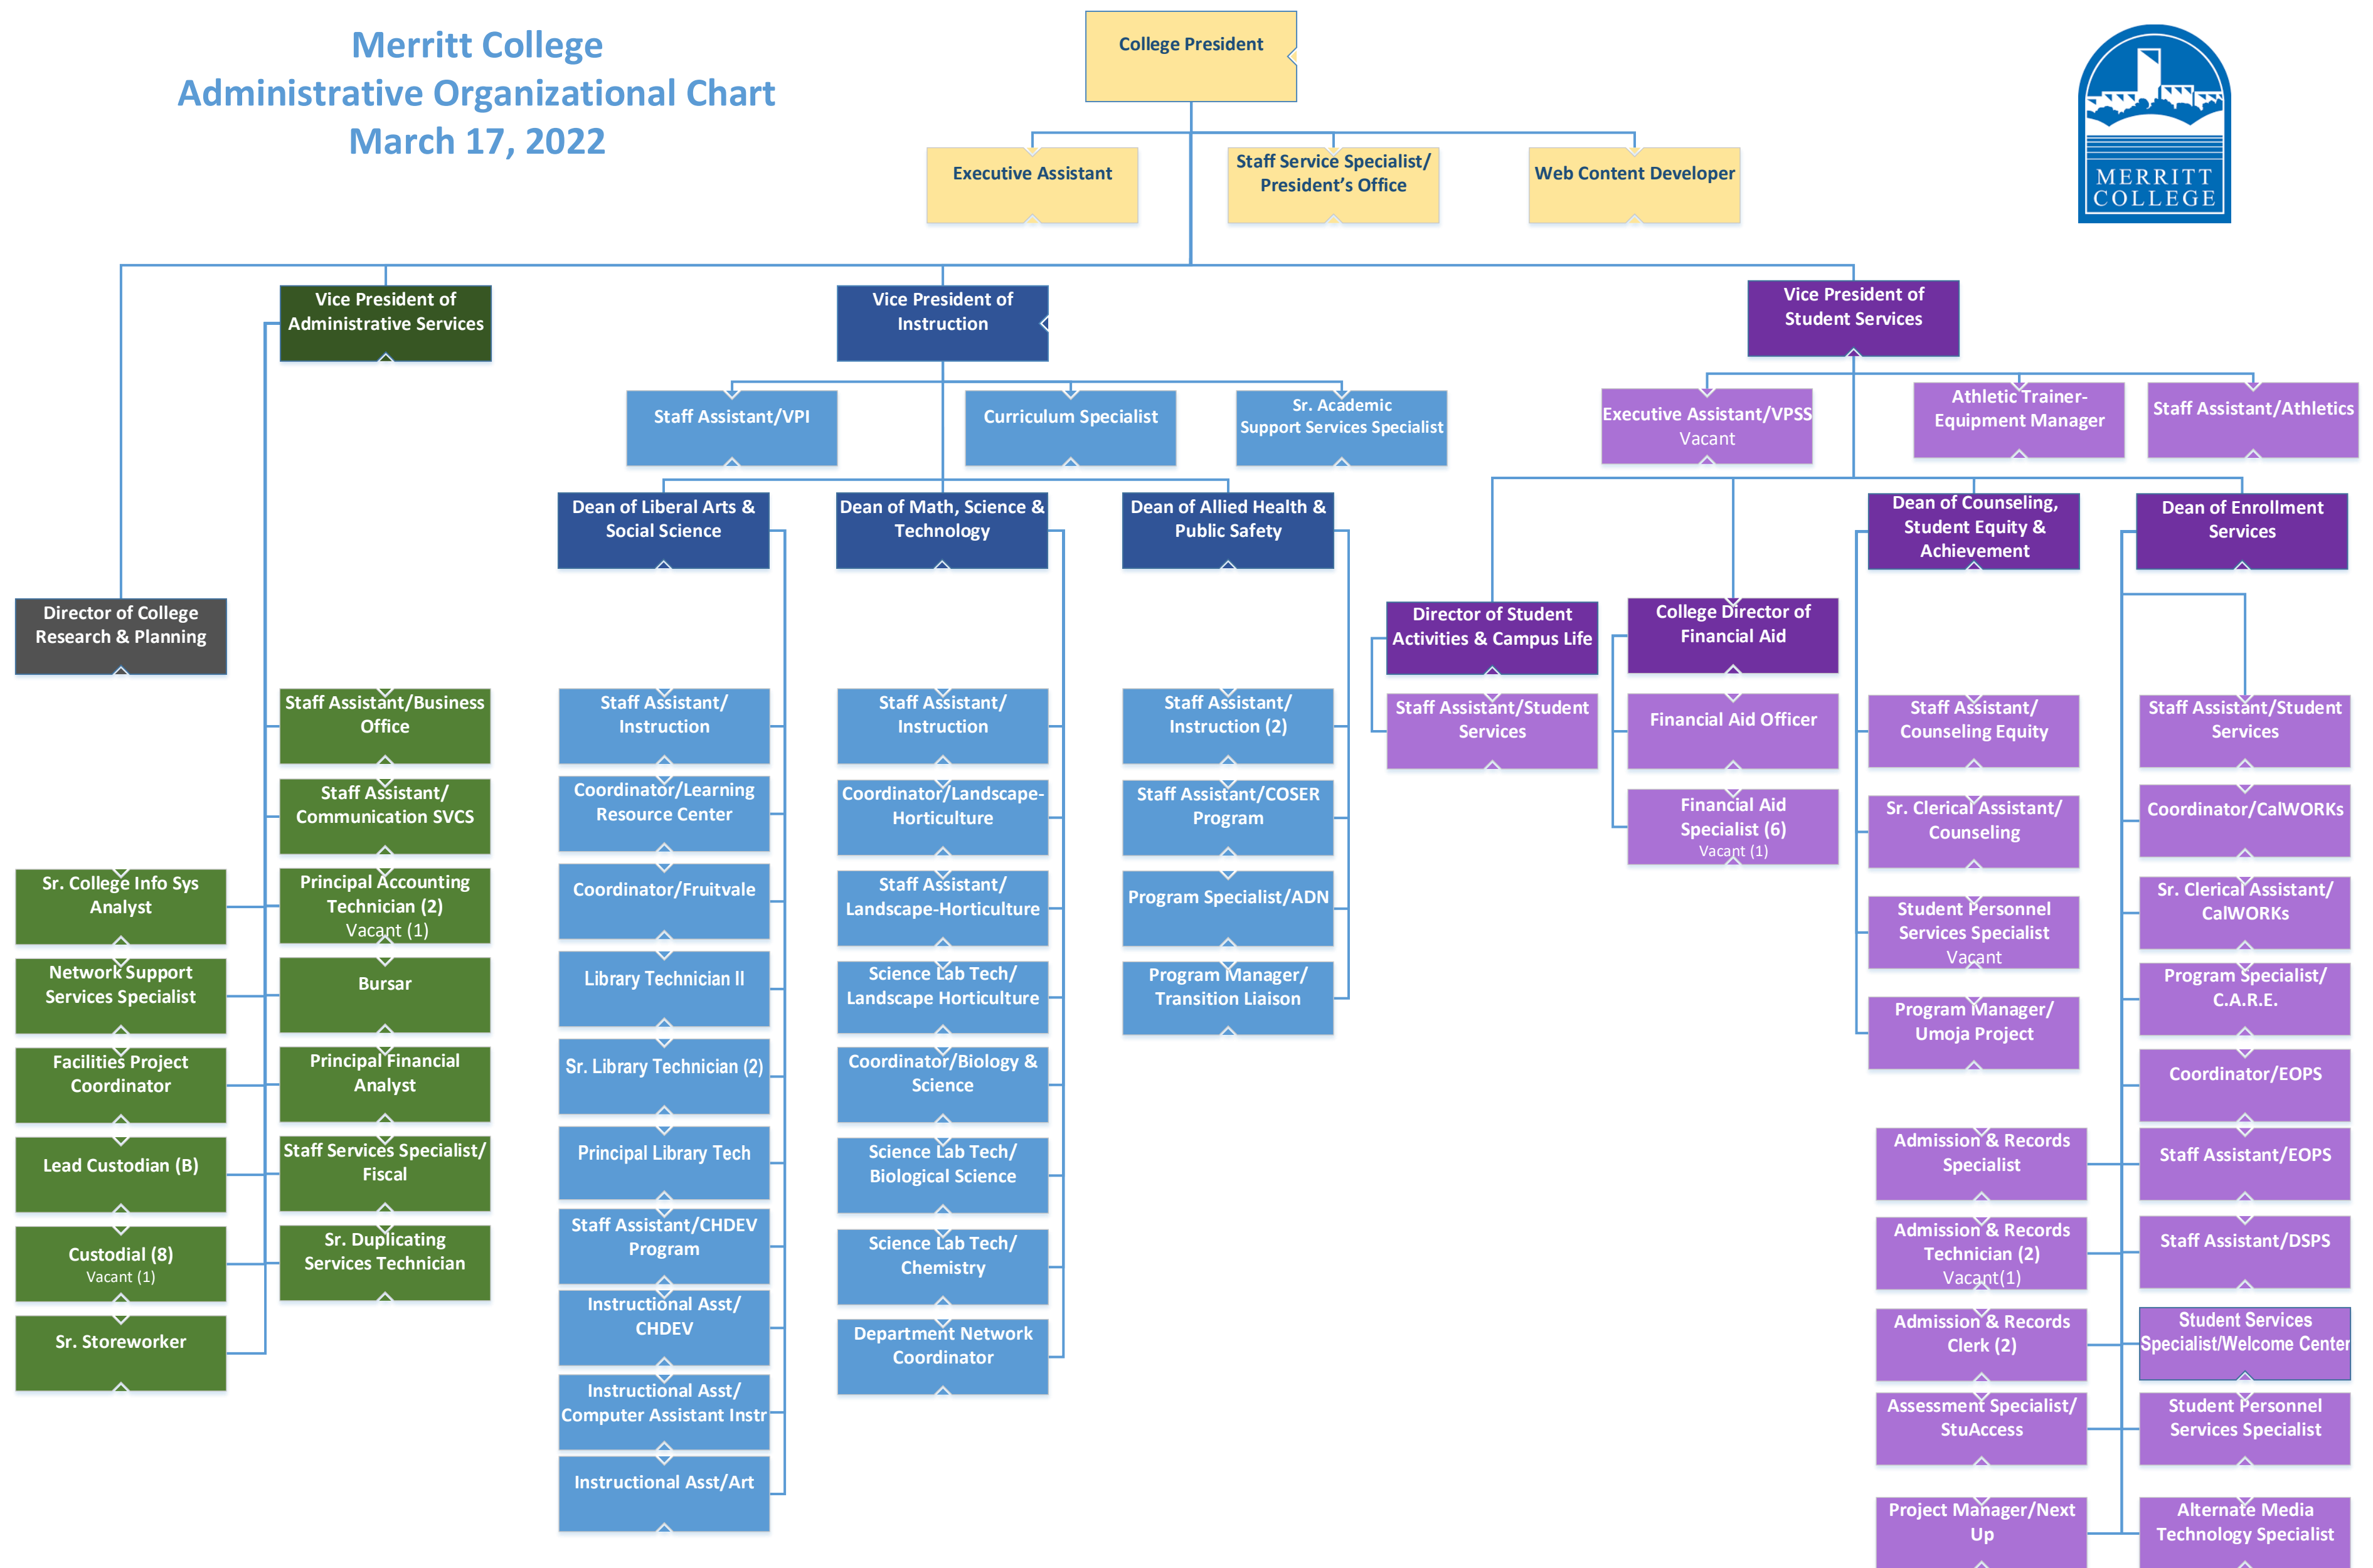 Merritt College
Administrative Organizational Chart
March 17, 2022
College President
MERRITT
COLLEGE
Executive Assistant
Staff Service Specialist/
President's Office
Web Content Developer
Vice President of
Administrative Services
Vice President of
Instruction
Vice President of
Student Services
Staff Assistant/VPI
Curriculum Specialist
Sr. Academic
Support Services Specialist
Executive Assistant/VPSS
Vacant
Athletic Trainer-
Equipment Manager
Staff Assistant/Athletics
Dean of Liberal Arts &
Social Science
Dean of Math, Science &
Technology
Dean of Allied Health &
Public Safety
Dean of Counseling,
Student Equity &
Achievement
Dean of Enrollment
Services
Director of College
Research & Planning
Director of Student
Activities & Campus Life
College Director of
Financial Aid
Staff Assistant/Business
Office
Staff Assistant/
Communication SVCS
Sr. College Info Sys
Analyst
Principal Accounting
Technician (2)
Vacant (1)
Network Support
Services Specialist
Bursar
Facilities Project
Coordinator
Principal Financial
Analyst
Lead Custodian (B)
Staff Services Specialist/
Fiscal
Custodial (8)
Vacant (1)
Sr. Duplicating
Services Technician
Sr. Storeworker
Staff Assistant/
Instruction
Coordinator/Learning
Resource Center
Coordinator/Fruitvale
Library Technician II
Sr. Library Technician (2)
Principal Library Tech
Staff Assistant/CHDEV
Program
Instructional Asst/
CHDEV
Instructional Asst/
Computer Assistant Instr
Instructional Asst/Art
Staff Assistant/
Instruction
Coordinator/Landscape-
Horticulture
Staff Assistant/
Landscape-Horticulture
Science Lab Tech/
Landscape Horticulture
Coordinator/Biology &
Science
Science Lab Tech/
Biological Science
Science Lab Tech/
Chemistry
Department Network
Coordinator
Staff Assistant/
Instruction (2)
Staff Assistant/COSER
Program
Program Specialist/ADN
Program Manager/
Transition Liaison
Staff Assistant/Student
Services
Financial Aid Officer
Financial Aid
Specialist (6)
Vacant (1)
Staff Assistant/
Counseling Equity
Sr. Clerical Assistant/
Counseling
Student Personnel
Services Specialist
Vacant
Program Manager/
Umoja Project
Staff Assistant/Student
Services
Coordinator/CalWORKs
Sr. Clerical Assistant/
CalWORKs
Program Specialist/
C.A.R.E.
Coordinator/EOPS
Admission & Records
Specialist
Staff Assistant/EOPS
Admission & Records
Technician (2)
Vacant(1)
Staff Assistant/DSPS
Admission & Records
Clerk (2)
Student Services
Specialist/Welcome Center
Assessment Specialist/
StuAccess
Student Personnel
Services Specialist
Project Manager/Next
Up
Alternate Media
Technology Specialist